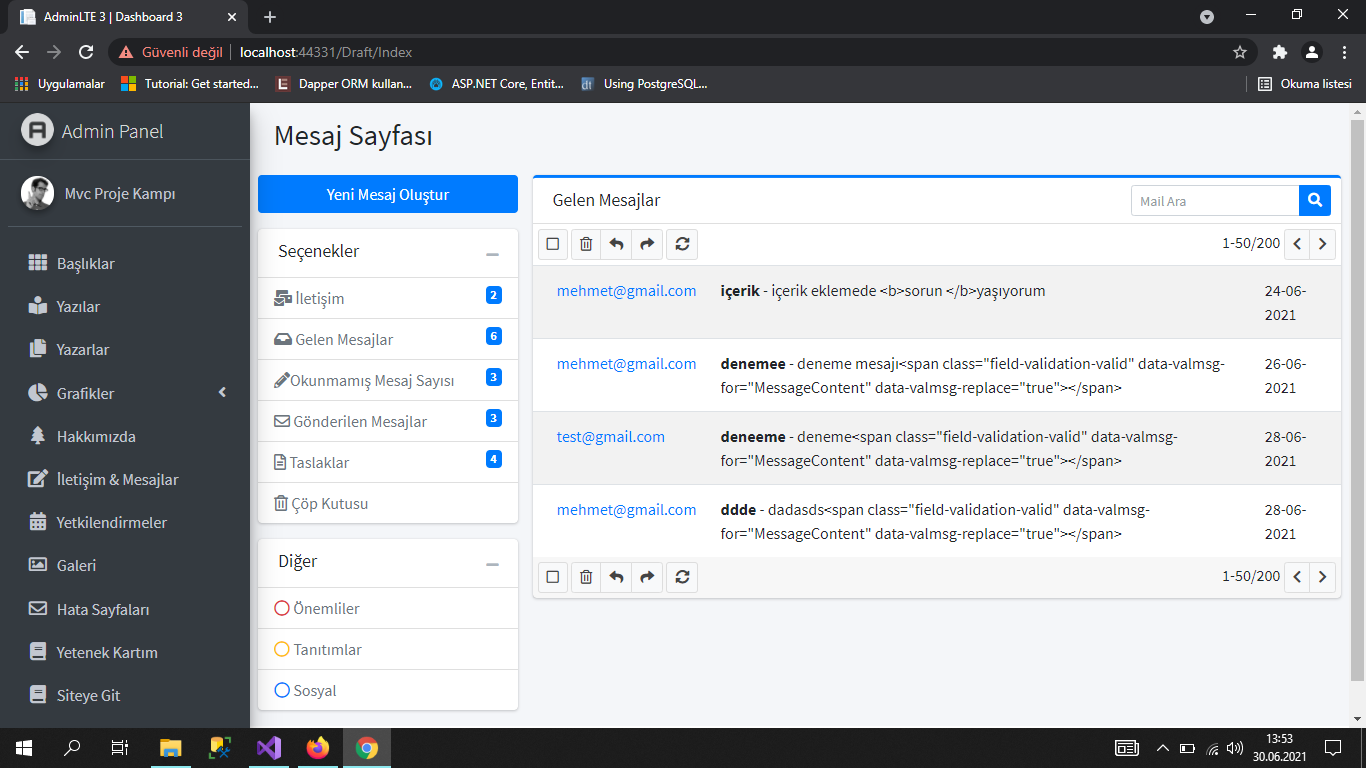 AdminLTE 3 | Dashboard 3
Güvenli değil
localhost:44331/Draft/Index
Uygulamalar
Tutorial: Get started...
Dapper ORM kullan...
ASP.NET Core, Entit...
Using PostgreSQL...
Okuma listesi
Admin Panel
Mvc Proje Kampı
Başlıklar
Yazılar
Yazarlar
Grafikler
Hakkımızda
İletişim & Mesajlar
Yetkilendirmeler
Galeri
Hata Sayfaları
Yetenek Kartım
Siteye Git
Mesaj Sayfası
Yeni Mesaj Oluştur
Seçenekler
İletişim 2
Gelen Mesajlar 6
Okunmamış Mesaj Sayısı 3
Gönderilen Mesajlar 3
Taslaklar 4
Çöp Kutusu
Diğer
Önemliler
Tanıtımlar
Sosyal
Gelen Mesajlar
Mail Ara
1-50/200
mehmet@gmail.com içerik - içerik eklemede <b>sorun </b>yaşıyorum 24-06-
2021
mehmet@gmail.com denemee - deneme mesajı<span class="field-validation-valid" data-valmsg- 26-06-
for="MessageContent" data-valmsg-replace="true"></span> 2021
test@gmail.com deneeme - deneme<span class="field-validation-valid" data-valmsg- 28-06-
for="MessageContent" data-valmsg-replace="true"></span> 2021
mehmet@gmail.com ddde - dadasds<span class="field-validation-valid" data-valmsg- 28-06-
for="MessageContent" data-valmsg-replace="true"></span> 2021
1-50/200
13:53
30.06.2021